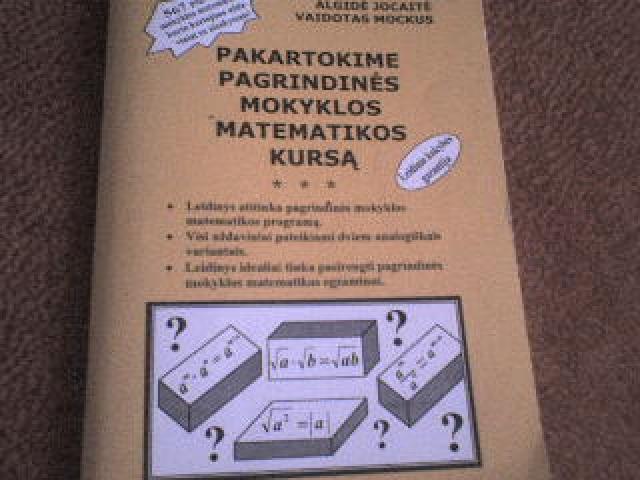 ALGIDĖ JOCAITĖ
VAIDOTAS MOCKUS
PAKARTOKIME
PAGRINDINĖS
MOKYKLOS
MATEMATIKOS
KURSĄ
* * *
• Leidinys atitinka pagrindinės mokyklos
matematikos programą.
• Visi uždaviniai pateikiami dviem analogiškais
variantais.
• Leidinys idealiai tinka pasirengti pagrindinės
mokyklos matematikos egzaminui.
? ?
√a · √b = √ab
√a² = |a|
? ? ?